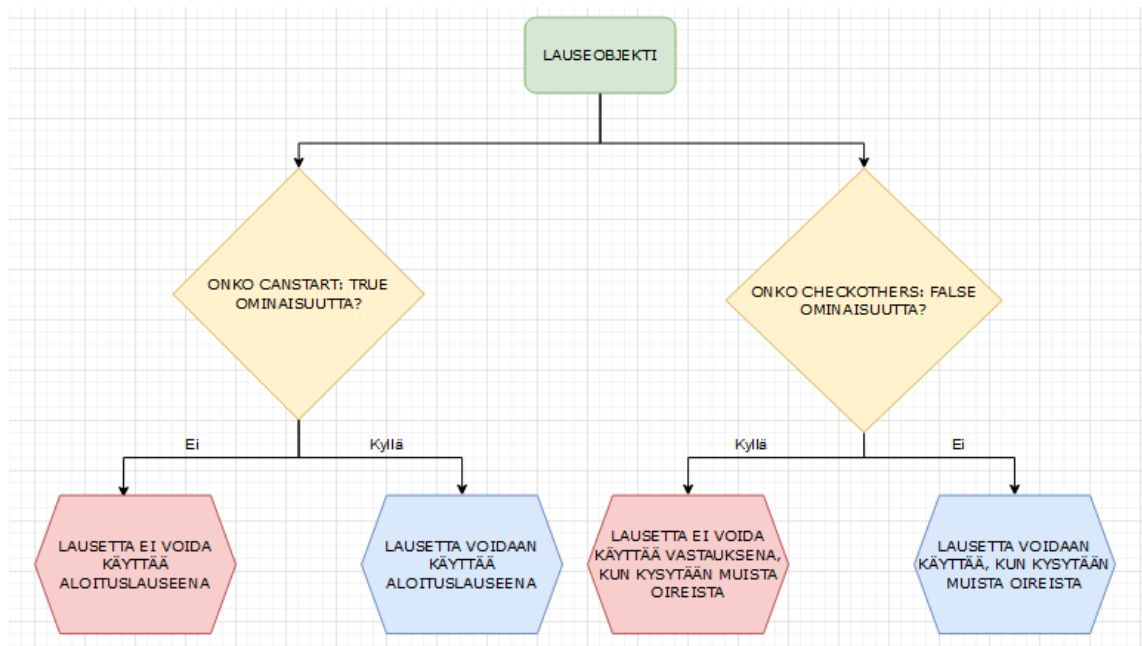 LAUSEOBJEKTI
ONKO CANSTART: TRUE
OMINAISUUTTA?
ONKO CHECKOTHERS: FALSE
OMINAISUUTTA?
Ei
Kyllä
Kyllä
Ei
LAUSETTA EI VOIDA
KÄYTTÄÄ
ALOITUSLAUSEENA
LAUSETTA VOIDAAN
KÄYTTÄÄ
ALOITUSLAUSEENA
LAUSETTA EI VOIDA
KÄYTTÄÄ VASTAUKSENA,
KUN KYSYTÄÄN MUISTA
OIREISTA
LAUSETTA VOIDAAN
KÄYTTÄÄ, KUN KYSYTÄÄN
MUISTA OIREISTA